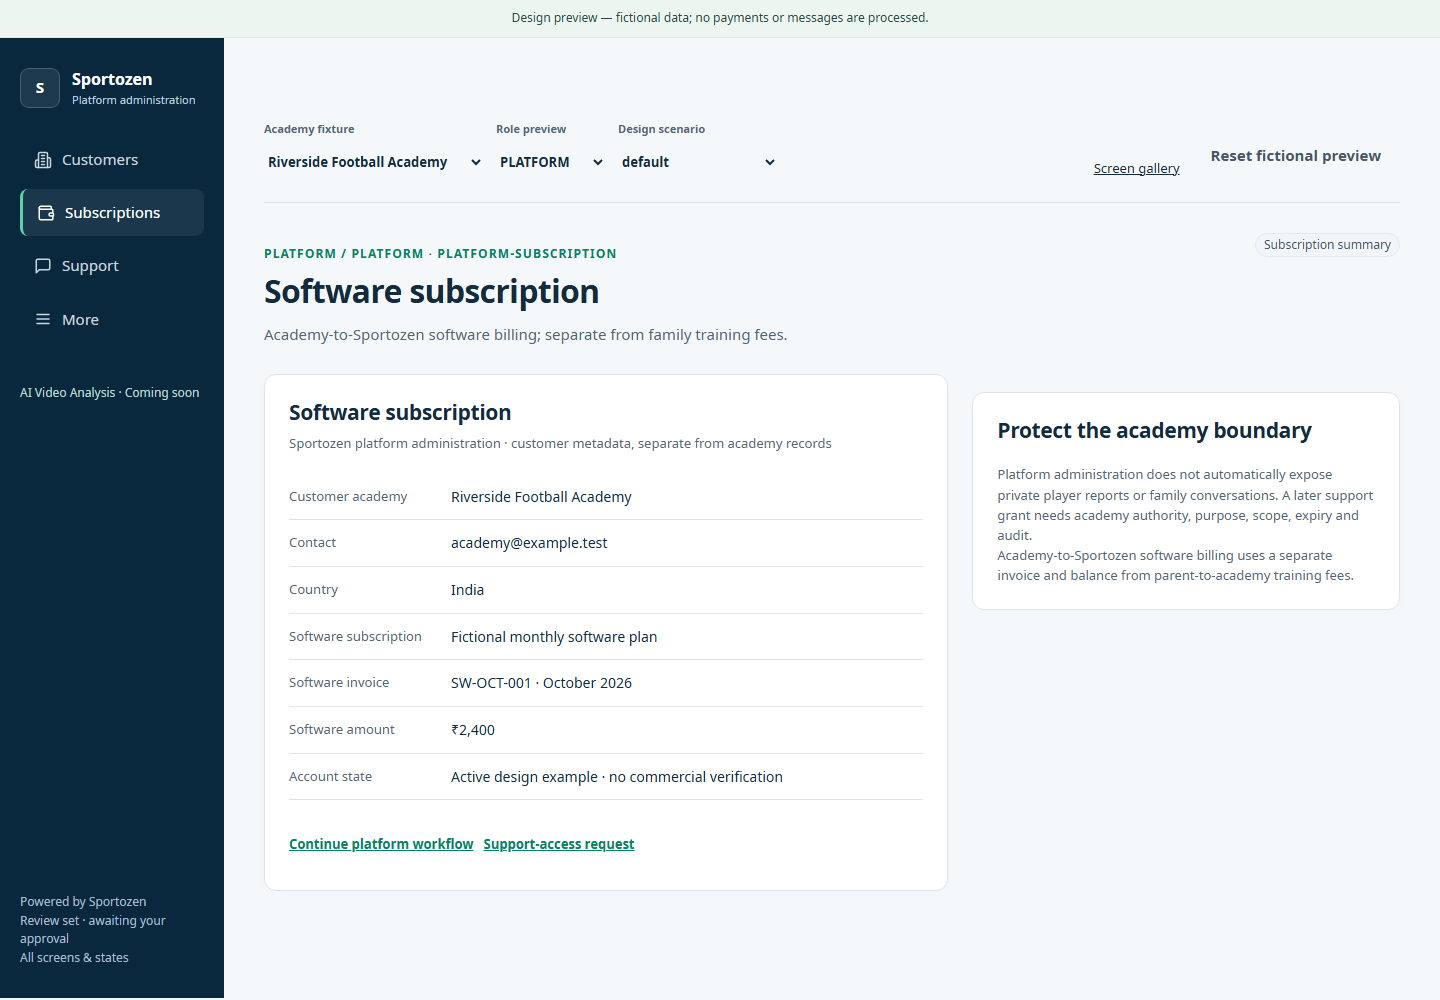 Design preview — fictional data; no payments or messages are processed.
S
Sportozen
Platform administration
Customers
Subscriptions
Support
More
AI Video Analysis · Coming soon
Powered by Sportozen
Review set · awaiting your
approval
All screens & states
Academy fixture
Role preview
Design scenario
Riverside Football Academy
PLATFORM
default
Screen gallery
Reset fictional preview
PLATFORM / PLATFORM · PLATFORM-SUBSCRIPTION
Subscription summary
Software subscription
Academy-to-Sportozen software billing; separate from family training fees.
Software subscription
Sportozen platform administration · customer metadata, separate from academy records
Customer academy Riverside Football Academy
Contact academy@example.test
Country India
Software subscription Fictional monthly software plan
Software invoice SW-OCT-001 · October 2026
Software amount ₹2,400
Account state Active design example · no commercial verification
Continue platform workflow Support-access request
Protect the academy boundary
Platform administration does not automatically expose
private player reports or family conversations. A later support
grant needs academy authority, purpose, scope, expiry and
audit.
Academy-to-Sportozen software billing uses a separate
invoice and balance from parent-to-academy training fees.